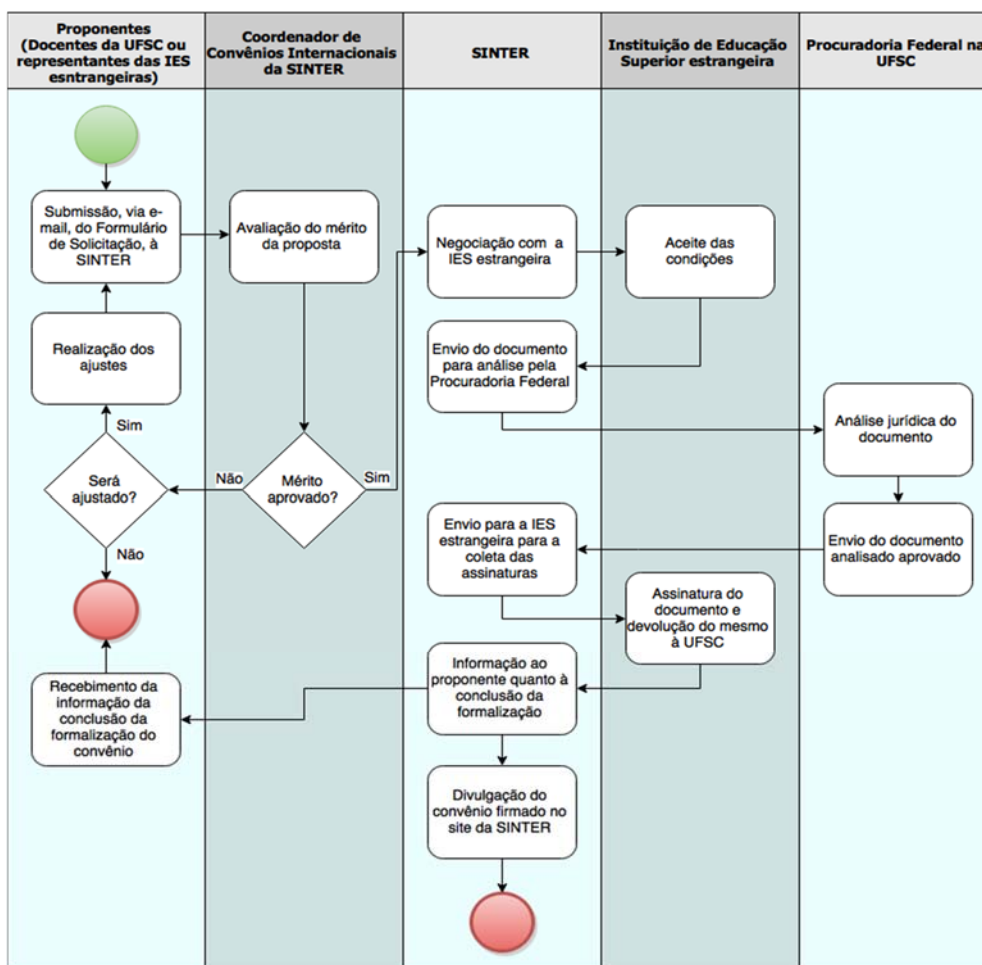 Proponentes
(Docentes da UFSC ou
representantes das IES
esntrangeiras)
Coordenador de
Convênios Internacionais
da SINTER
SINTER
Instituição de Educação
Superior estrangeira
Procuradoria Federal na
UFSC
Submissão, via e-
mail, do Formulário
de Solicitação, à
SINTER
Avaliação do mérito
da proposta
Negociação com a
IES estrangeira
Aceite das
condições
Realização dos
ajustes
Envio do documento
para análise pela
Procuradoria Federal
Análise jurídica do
documento
Sim
Será
ajustado?
Não
Mérito
aprovado?
Sim
Não
Envio para a IES
estrangeira para a
coleta das
assinaturas
Envio do documento
analisado aprovado
Assinatura do
documento e
devolução do mesmo
à UFSC
Recebimento da
informação da
conclusão da
formalização do
convênio
Informação ao
proponente quanto à
conclusão da
formalização
Divulgação do
convênio firmado no
site da SINTER